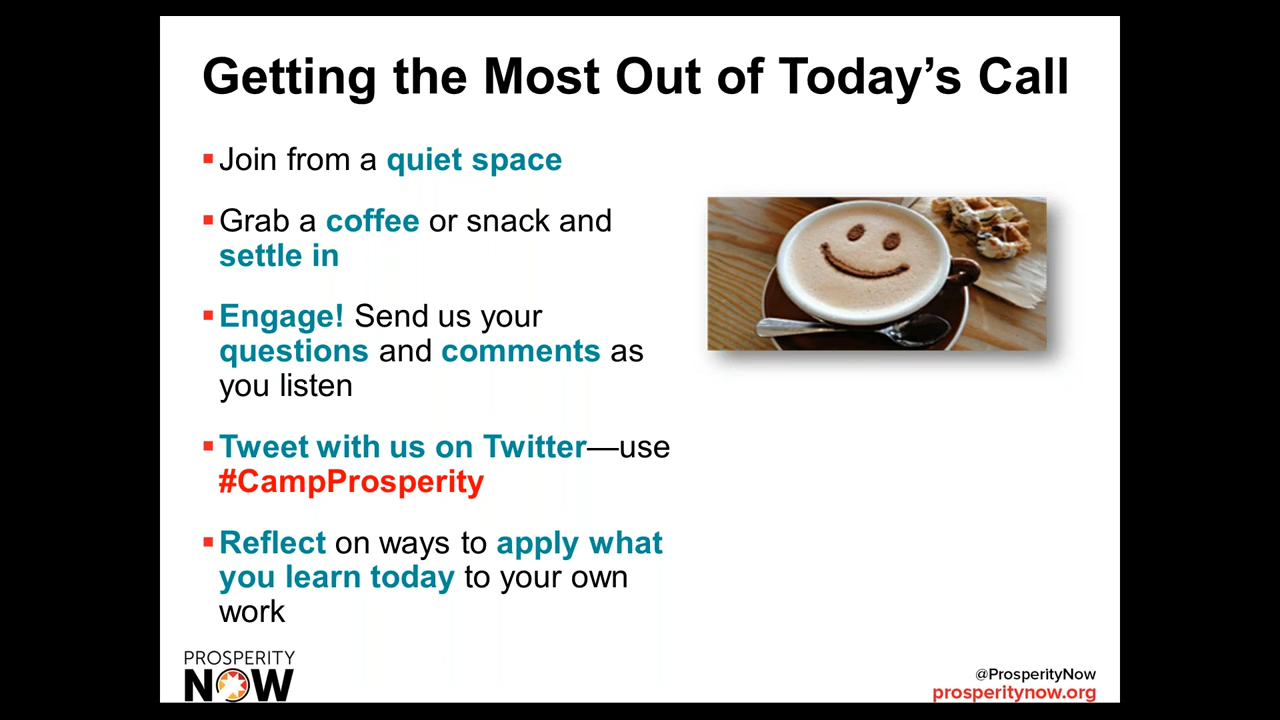 Getting the Most Out of Today’s Call
▪Join from a quiet space
▪Grab a coffee or snack and
settle in
▪Engage! Send us your
questions and comments as
you listen
▪Tweet with us on Twitter—use
#CampProsperity
▪Reflect on ways to apply what
you learn today to your own
work
PROSPERITY
NOW
@ProsperityNow
prosperitynow.org